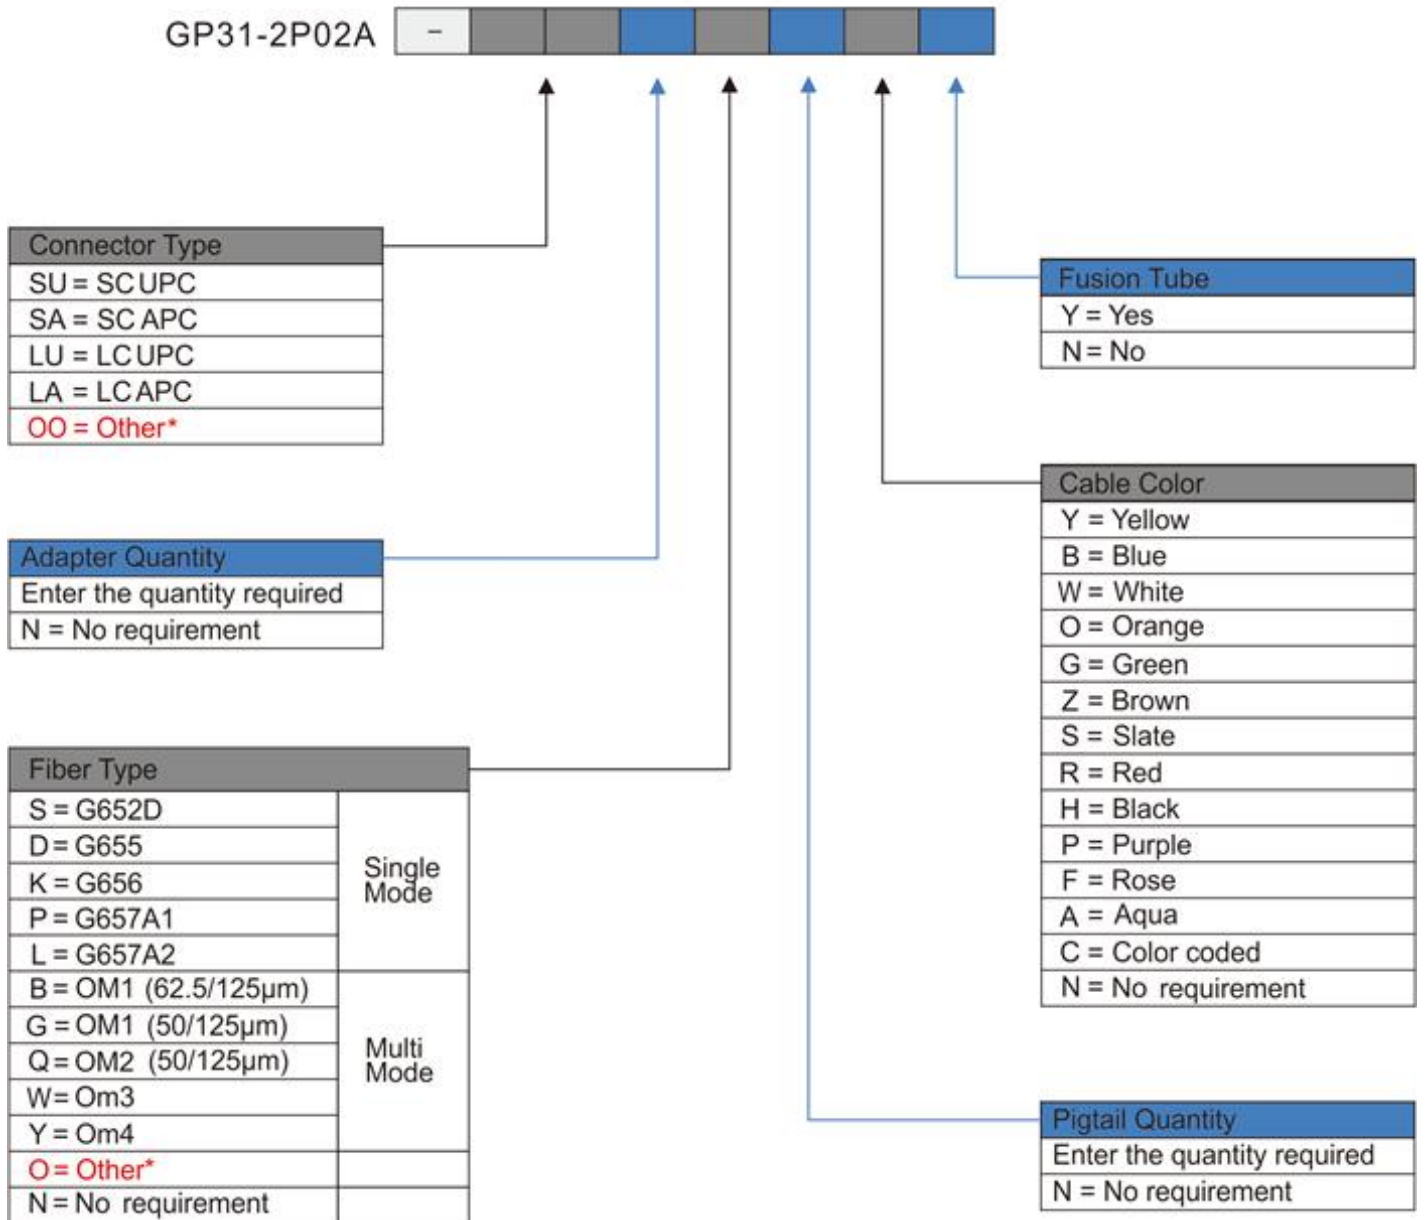 GP31-2P02A –
Connector Type
SU = SC UPC
SA = SC APC
LU = LC UPC
LA = LC APC
OO = Other*
Adapter Quantity
Enter the quantity required
N = No requirement
Fiber Type
S = G652D
D = G655
K = G656
P = G657A1
L = G657A2
Single
Mode
B = OM1 (62.5/125μm)
G = OM1 (50/125μm)
Q = OM2 (50/125μm)
W = Om3
Y = Om4
Multi
Mode
O = Other*
N = No requirement
Fusion Tube
Y = Yes
N = No
Cable Color
Y = Yellow
B = Blue
W = White
O = Orange
G = Green
Z = Brown
S = Slate
R = Red
H = Black
P = Purple
F = Rose
A = Aqua
C = Color coded
N = No requirement
Pigtail Quantity
Enter the quantity required
N = No requirement